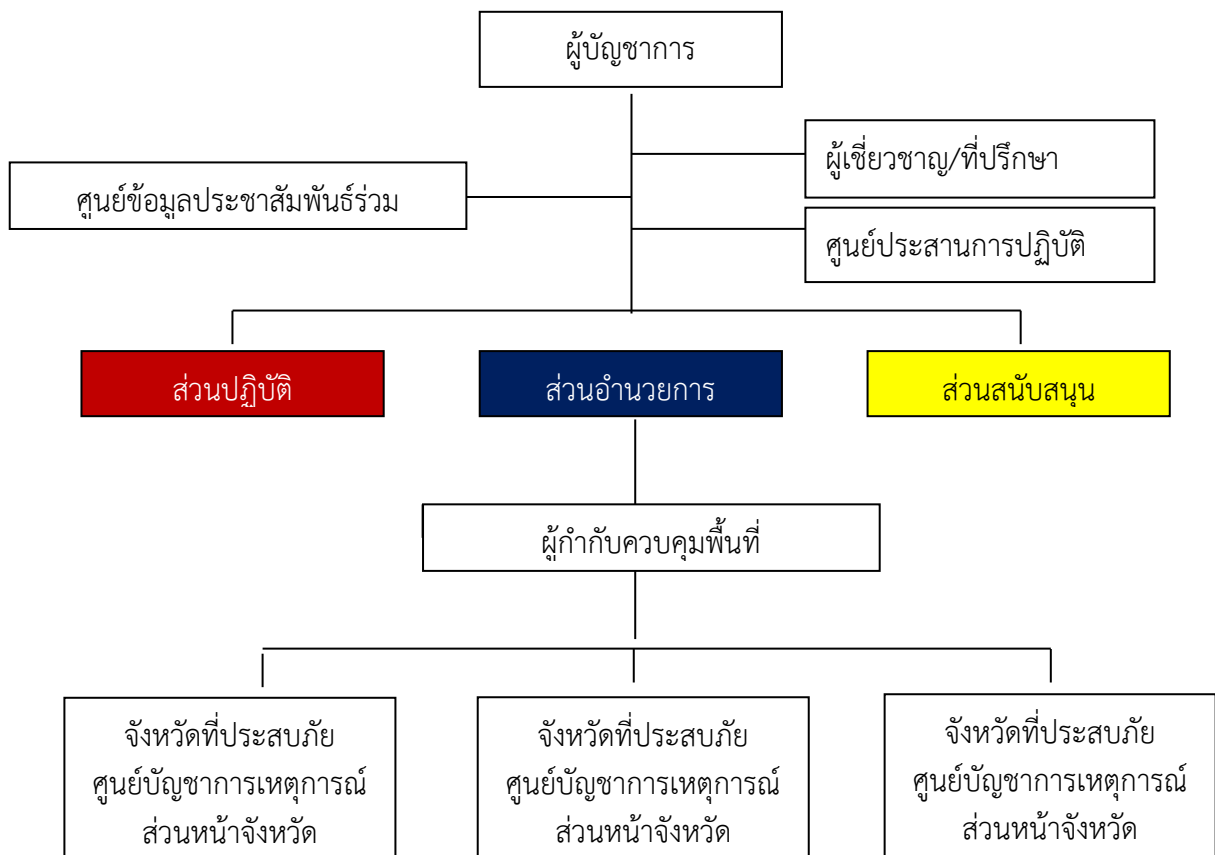 ผู้บัญชาการ
ผู้เชี่ยวชาญ/ที่ปรึกษา
ศูนย์ข้อมูลประชาสัมพันธ์ร่วม
ศูนย์ประสานการปฏิบัติ
ส่วนปฏิบัติ
ส่วนอำนวยการ
ส่วนสนับสนุน
ผู้กำกับควบคุมพื้นที่
จังหวัดที่ประสบภัย
ศูนย์บัญชาการเหตุการณ์
ส่วนหน้าจังหวัด
จังหวัดที่ประสบภัย
ศูนย์บัญชาการเหตุการณ์
ส่วนหน้าจังหวัด
จังหวัดที่ประสบภัย
ศูนย์บัญชาการเหตุการณ์
ส่วนหน้าจังหวัด